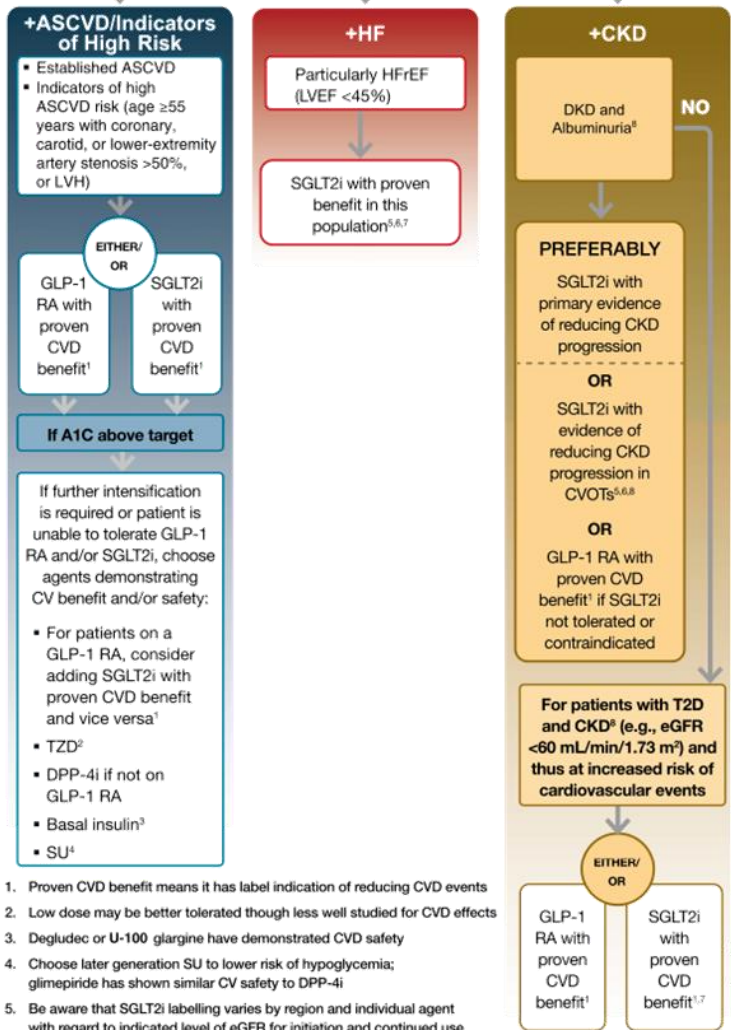 +ASCVD/Indicators
of High Risk
▪ Established ASCVD
▪ Indicators of high
ASCVD risk (age ≥55
years with coronary,
carotid, or lower-extremity
artery stenosis >50%,
or LVH)
EITHER/
OR
GLP-1
RA with
proven
CVD
benefit¹
SGLT2i
with
proven
CVD
benefit¹
If A1C above target
If further intensification
is required or patient is
unable to tolerate GLP-1
RA and/or SGLT2i, choose
agents demonstrating
CV benefit and/or safety:
▪ For patients on a
GLP-1 RA, consider
adding SGLT2i with
proven CVD benefit
and vice versa¹
▪ TZD²
▪ DPP-4i if not on
GLP-1 RA
▪ Basal insulin³
▪ SU⁴
+HF
Particularly HFrEF
(LVEF <45%)
SGLT2i with proven
benefit in this
population⁵,⁶,⁷
+CKD
DKD and
Albuminuria⁸
NO
PREFERABLY
SGLT2i with
primary evidence
of reducing CKD
progression
OR
SGLT2i with
evidence of
reducing CKD
progression in
CVOTs⁵,⁶,⁸
OR
GLP-1 RA with
proven CVD
benefit¹ if SGLT2i
not tolerated or
contraindicated
For patients with T2D
and CKD⁸ (e.g., eGFR
<60 mL/min/1.73 m²) and
thus at increased risk of
cardiovascular events
EITHER/
OR
GLP-1
RA with
proven
CVD
benefit¹
SGLT2i
with
proven
CVD
benefit¹,⁷
1. Proven CVD benefit means it has label indication of reducing CVD events
2. Low dose may be better tolerated though less well studied for CVD effects
3. Degludec or U-100 glargine have demonstrated CVD safety
4. Choose later generation SU to lower risk of hypoglycemia;
glimepiride has shown similar CV safety to DPP-4i
5. Be aware that SGLT2i labelling varies by region and individual agent
with regard to indicated level of eGFR for initiation and continued use